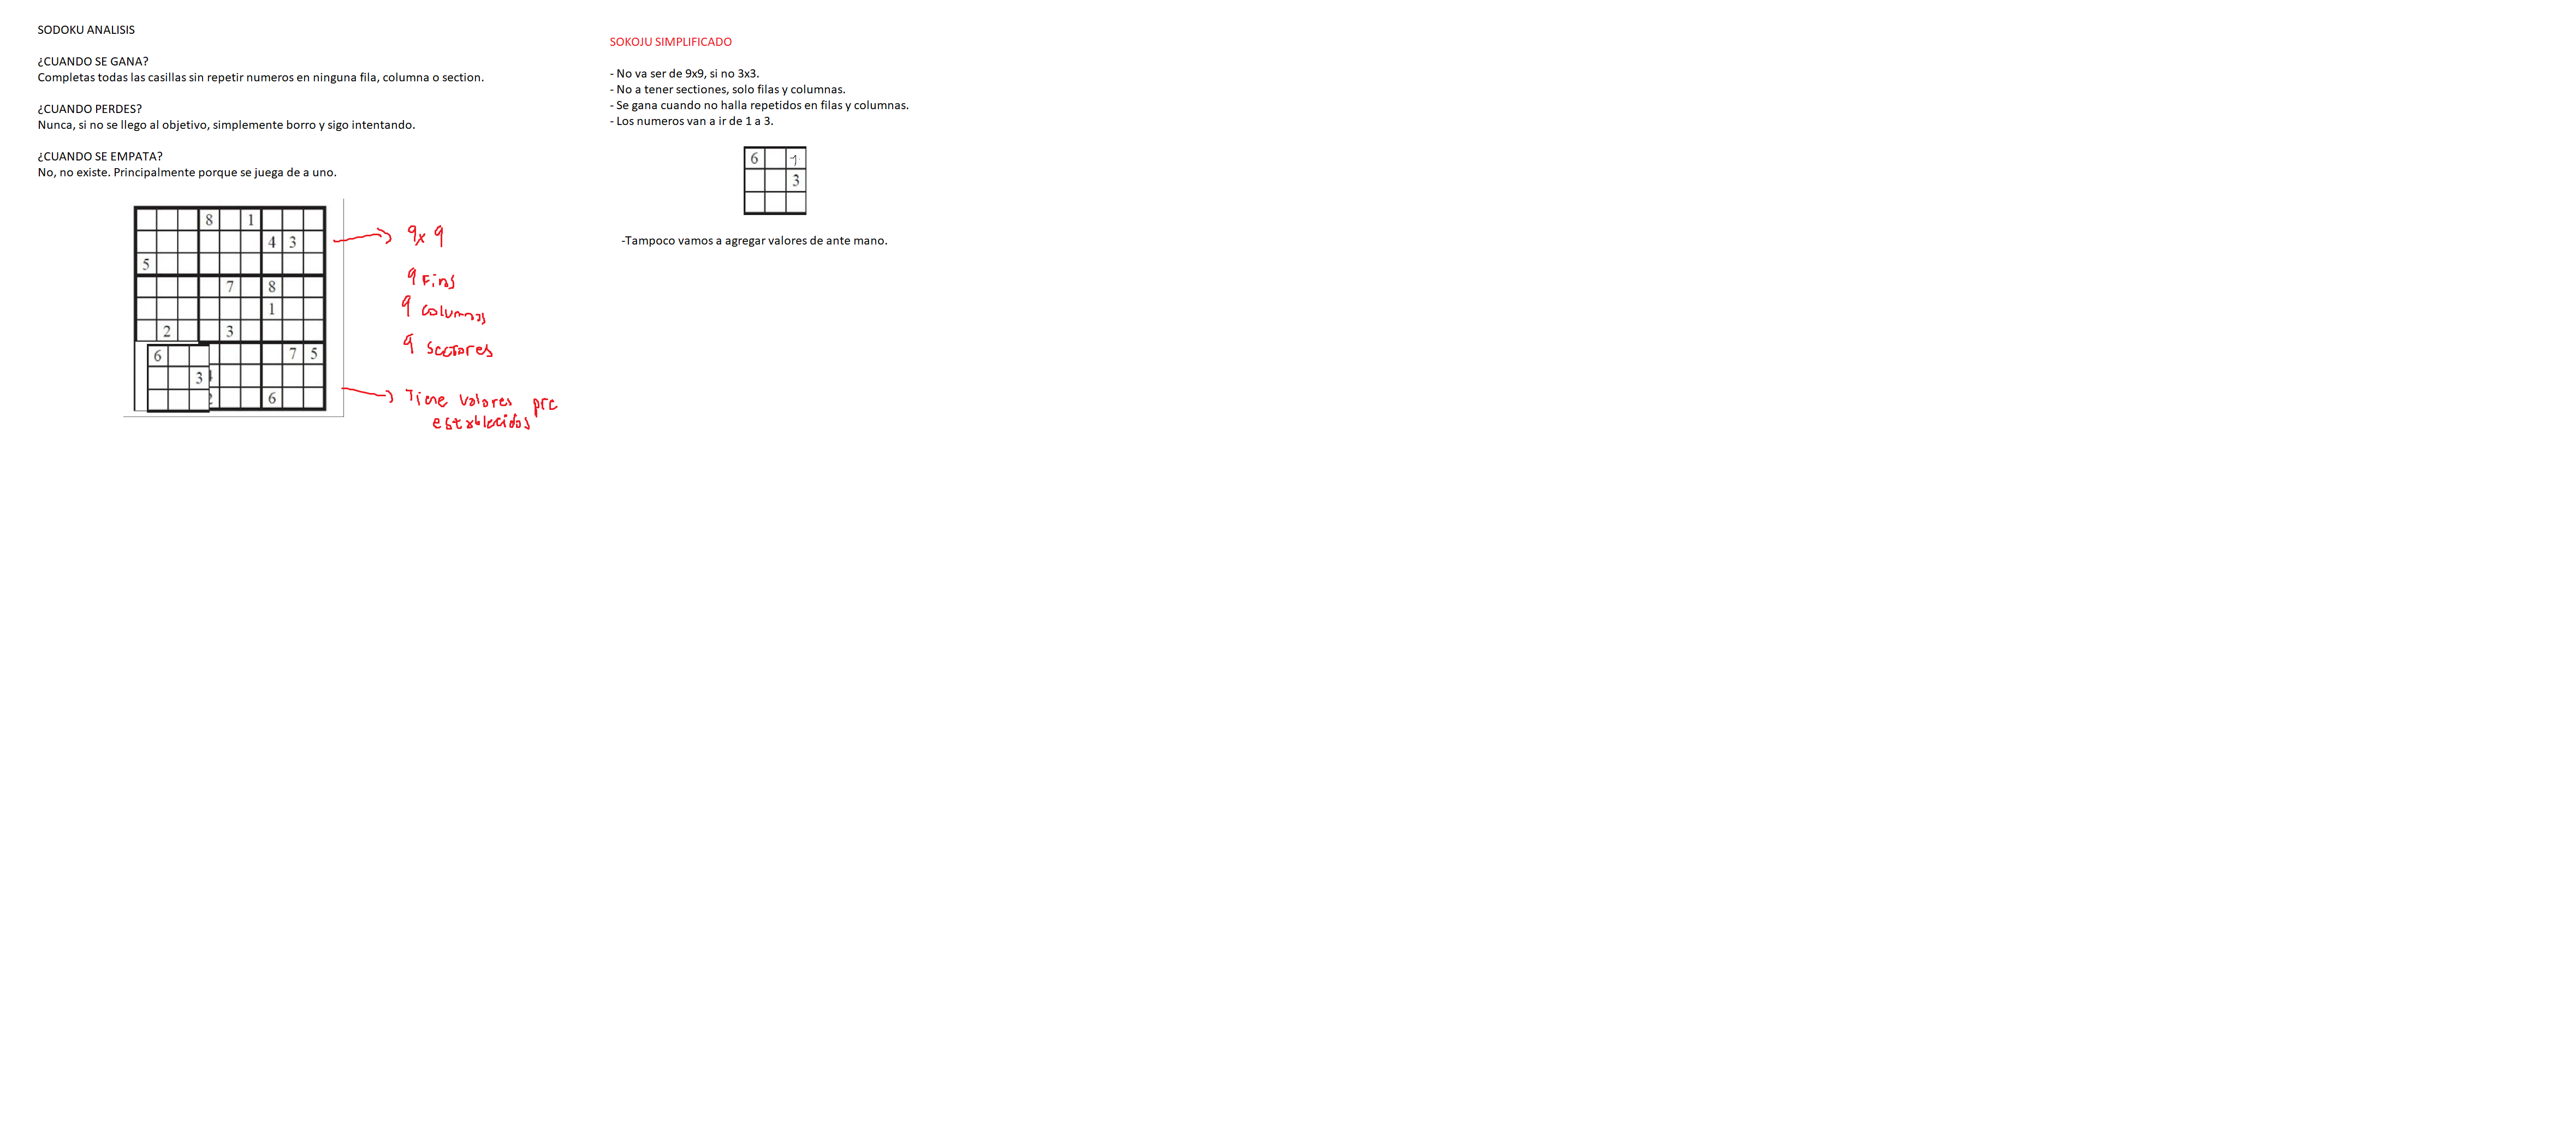 SODOKU ANALISIS
¿CUANDO SE GANA?
Completas todas las casillas sin repetir numeros en ninguna fila, columna o section.
¿CUANDO PERDES?
Nunca, si no se llego al objetivo, simplemente borro y sigo intentando.
¿CUANDO SE EMPATA?
No, no existe. Principalmente porque se juega de a uno.
8 1
4 3
5
7 8
1
2 3
6 7 5
3
6
9x9
9 Filas
9 columnas
9 sectores
Tiene valores pre
establecidos
SOKOJU SIMPLIFICADO
- No va ser de 9x9, si no 3x3.
- No a tener sectiones, solo filas y columnas.
- Se gana cuando no halla repetidos en filas y columnas.
- Los numeros van a ir de 1 a 3.
6 1
3
-Tampoco vamos a agregar valores de ante mano.